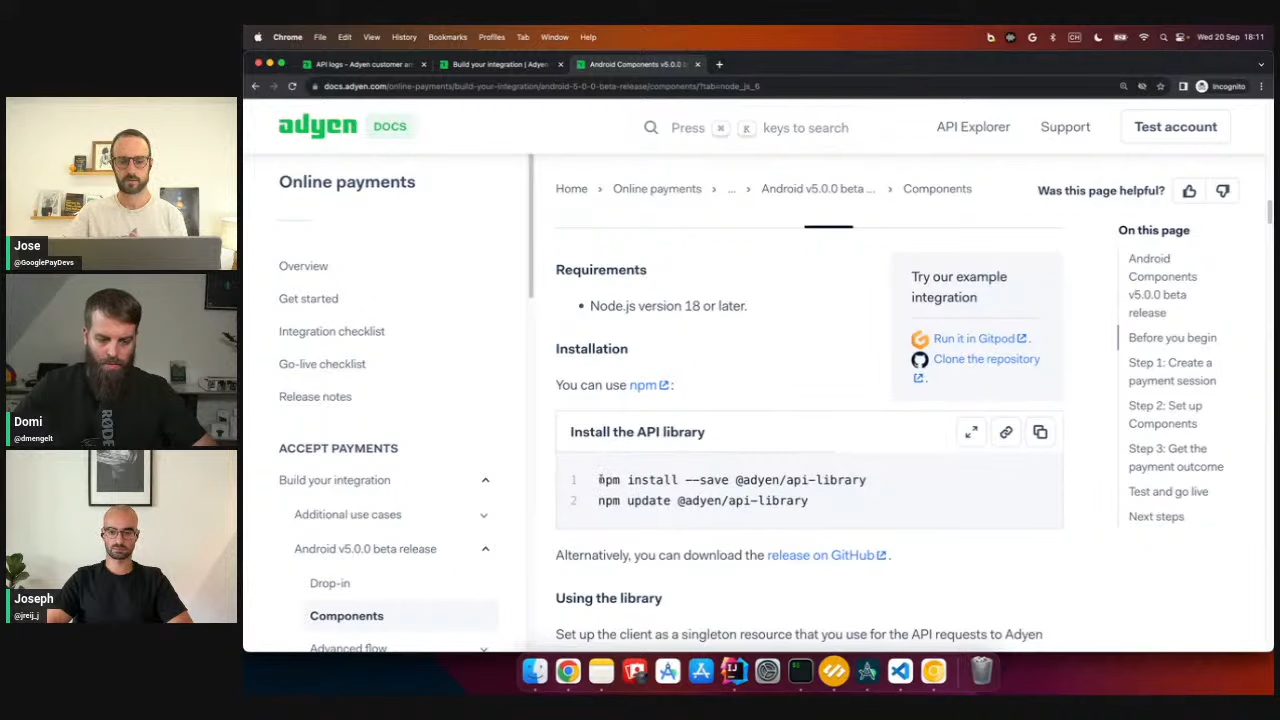 Chrome File Edit View History Bookmarks Profiles Tab Window Help
CH
Wed 20 Sep 18:11
API logs - Adyen customer ar
Build your integration | Adyen
Android Components v5.0.0 b
docs.adyen.com/online-payments/build-your-integration/android-5-0-0-beta-release/components/?tab=node_js_6
Incognito
adyen DOCS
Press ⌘ K keys to search
API Explorer
Support
Test account
Online payments
Overview
Get started
Integration checklist
Go-live checklist
Release notes
ACCEPT PAYMENTS
Build your integration
Additional use cases
Android v5.0.0 beta release
Drop-in
Components
Advanced flow
Home › Online payments › ... › Android v5.0.0 beta ... › Components
Was this page helpful?
Requirements
• Node.js version 18 or later.
Installation
You can use npm:
Install the API library
1 npm install --save @adyen/api-library
2 npm update @adyen/api-library
Alternatively, you can download the release on GitHub.
Using the library
Set up the client as a singleton resource that you use for the API requests to Adyen
Try our example
integration
Run it in Gitpod.
Clone the repository
.
On this page
Android
Components
v5.0.0 beta
release
Before you begin
Step 1: Create a
payment session
Step 2: Set up
Components
Step 3: Get the
payment outcome
Test and go live
Next steps
Jose
@GooglePayDevs
RØDE
Domi
@dmengelt
Joseph
@jreij_j